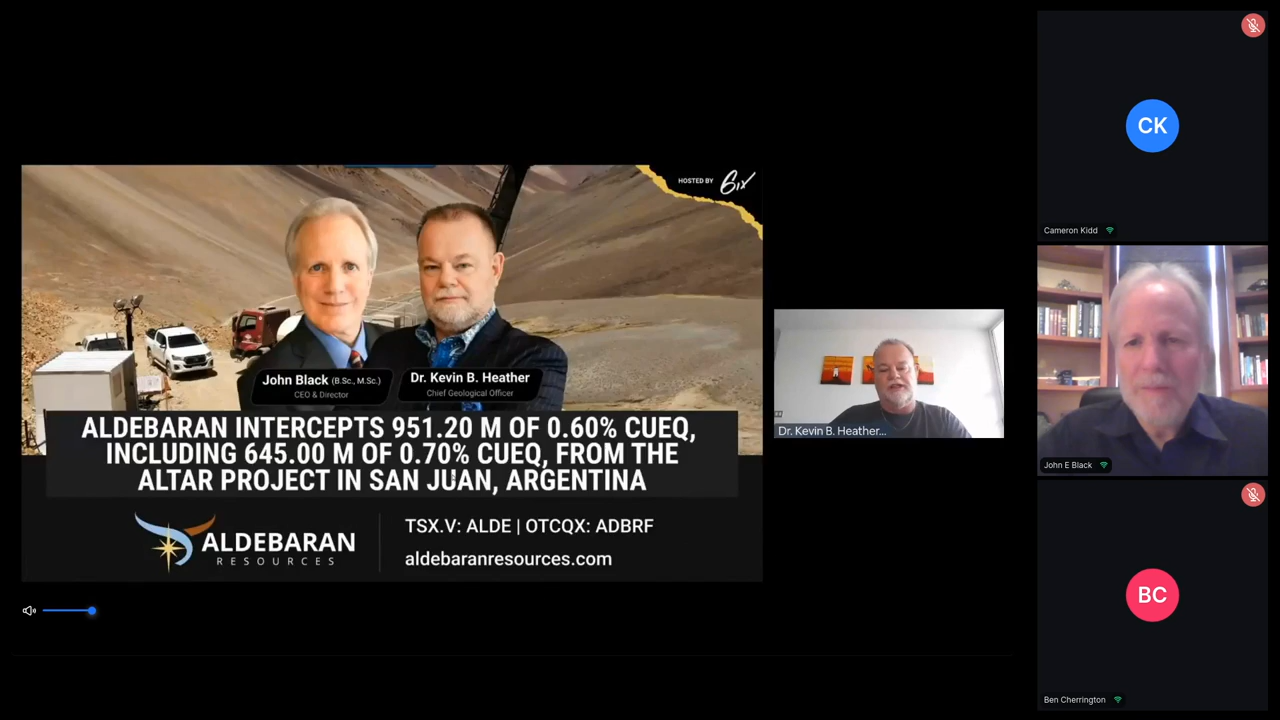 HOSTED BY 6ix
John Black (B.Sc., M.Sc.)
CEO & Director
Dr. Kevin B. Heather
Chief Geological Officer
ALDEBARAN INTERCEPTS 951.20 M OF 0.60% CUEQ,
INCLUDING 645.00 M OF 0.70% CUEQ, FROM THE
ALTAR PROJECT IN SAN JUAN, ARGENTINA
ALDEBARAN
RESOURCES
TSX.V: ALDE | OTCQX: ADBRF
aldebaranresources.com
Dr. Kevin B. Heather...
CK
Cameron Kidd
John E Black
BC
Ben Cherrington